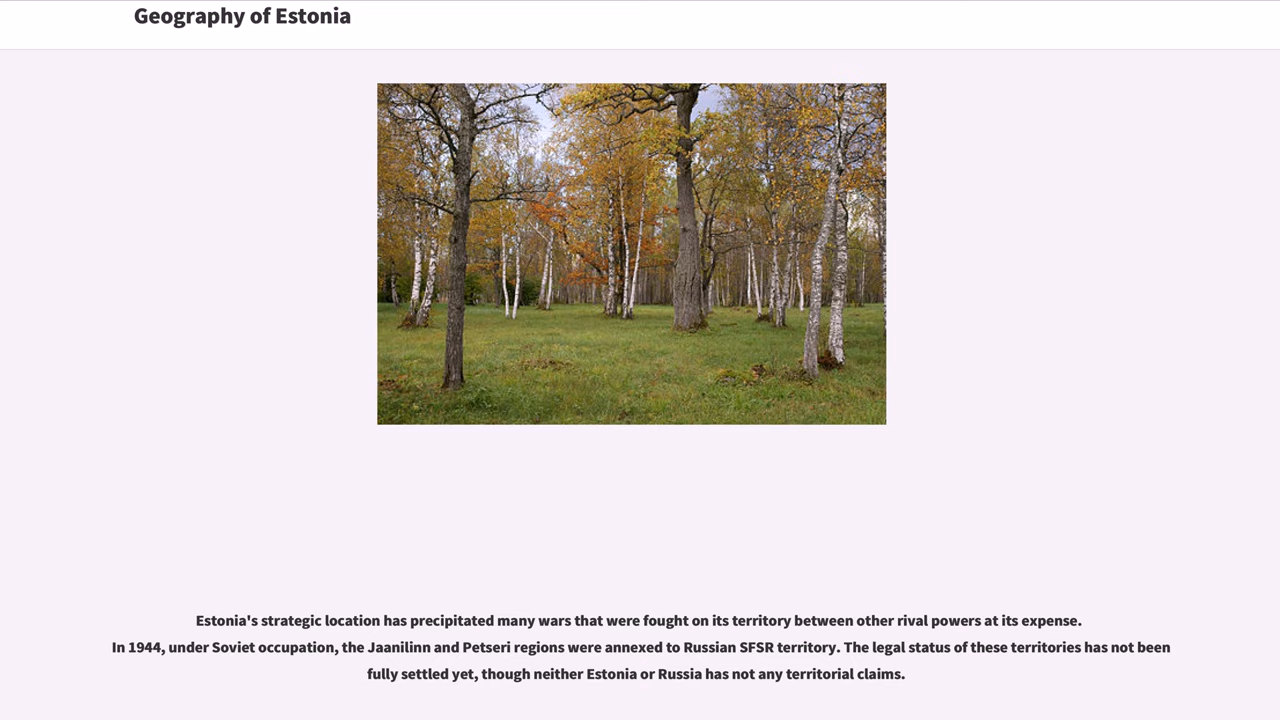 Geography of Estonia
Estonia's strategic location has precipitated many wars that were fought on its territory between other rival powers at its expense.
In 1944, under Soviet occupation, the Jaanilinn and Petseri regions were annexed to Russian SFSR territory. The legal status of these territories has not been
fully settled yet, though neither Estonia or Russia has not any territorial claims.